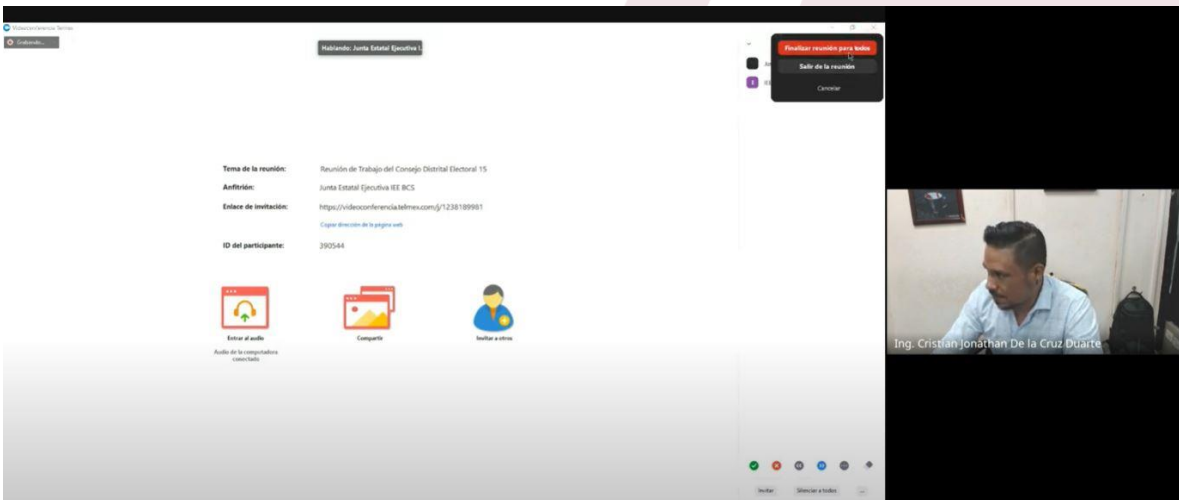 Videoconferencia Telmex
Grabando...
Hablando: Junta Estatal Ejecutiva I...
Finalizar reunión para todos
Salir de la reunión
Cancelar
Tema de la reunión: Reunión de Trabajo del Consejo Distrital Electoral 15
Anfitrión: Junta Estatal Ejecutiva IEE BCS
Enlace de invitación: https://videoconferencia.telmex.com/j/1238189981
Copiar dirección de la página web
ID del participante: 390544
Entrar al audio
Compartir
Invitar a otros
Audio de la computadora
conectado
Ing. Cristian Jonathan De la Cruz Duarte
Invitar
Silenciar a todos
...